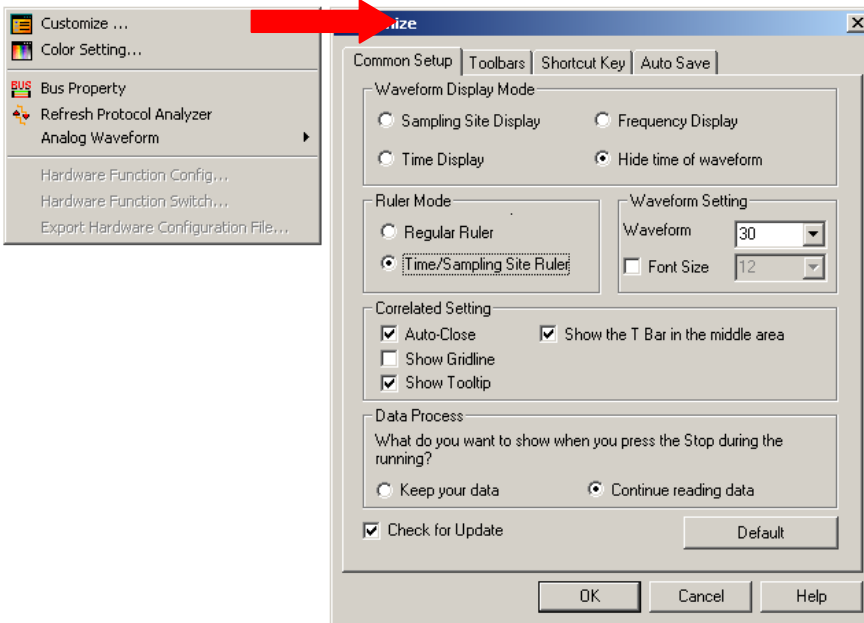 Customize ...
Color Setting...
BUS Bus Property
Refresh Protocol Analyzer
Analog Waveform
Hardware Function Config...
Hardware Function Switch...
Export Hardware Configuration File...
Common Setup Toolbars Shortcut Key Auto Save
Waveform Display Mode
Sampling Site Display Frequency Display
Time Display Hide time of waveform
Ruler Mode
Regular Ruler
Time/Sampling Site Ruler
Waveform Setting
Waveform 30
Font Size 12
Correlated Setting
Auto-Close Show the T Bar in the middle area
Show Gridline
Show Tooltip
Data Process
What do you want to show when you press the Stop during the
running?
Keep your data Continue reading data
Check for Update Default
OK Cancel Help